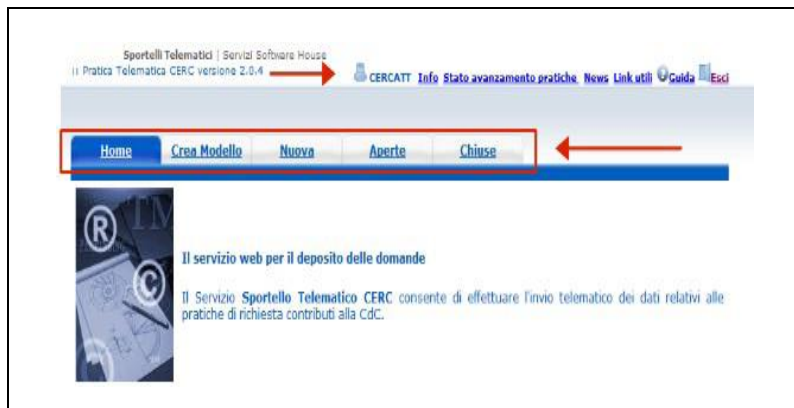 Sportelli Telematici | Servizi Software House
:: Pratica Telematica CERC versione 2.0.4
CERCATT Info Stato avanzamento pratiche News Link utili Guida Esci
Home Crea Modello Nuova Aperte Chiuse
® TM
©
Il servizio web per il deposito delle domande
Il Servizio Sportello Telematico CERC consente di effettuare l'invio telematico dei dati relativi alle
pratiche di richiesta contributi alla CdC.